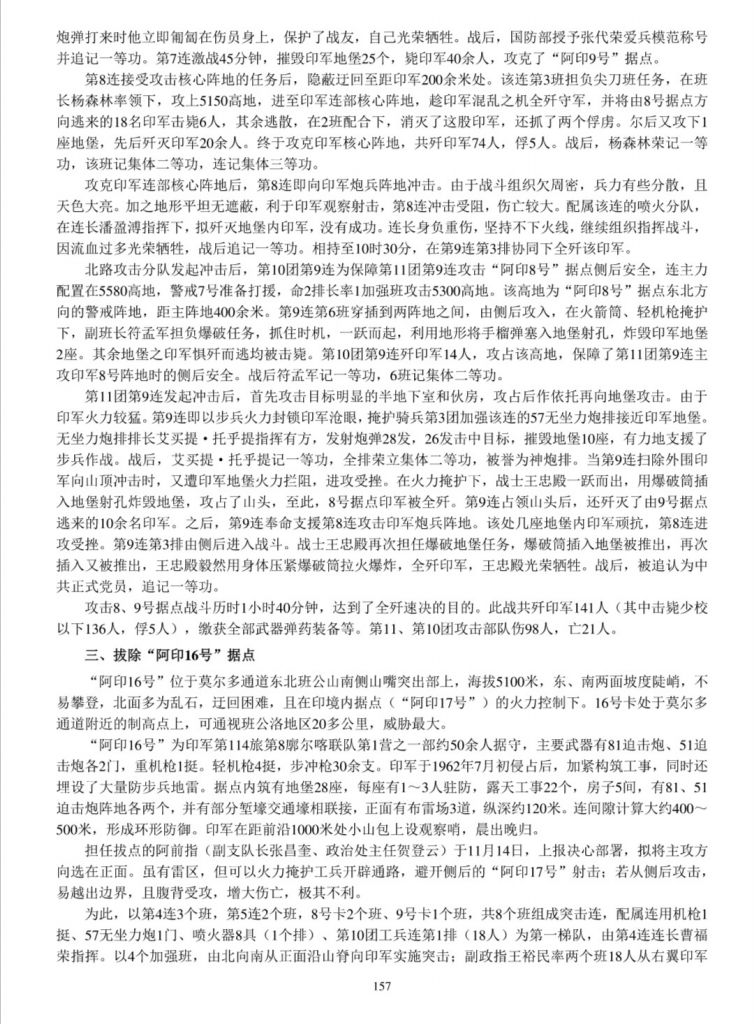 炮弹打来时他立即匍匐在伤员身上，保护了战友，自己光荣牺牲。战后，国防部授予张代荣爱兵模范称号
并追记一等功。第7连激战45分钟，摧毁印军地堡25个，毙印军40余人，攻克了“阿印9号”据点。
第8连接受攻击核心阵地的任务后，隐蔽迂回至距印军200余米处。该连第3班担负尖刀班任务，在班
长杨森林率领下，攻上5150高地，进至印军连部核心阵地，趁印军混乱之机全歼守军，并将由8号据点方
向逃来的18名印军击毙6人，其余逃散，在2班配合下，消灭了这股印军，还抓了两个俘虏。尔后又攻下1
座地堡，先后歼灭印军20余人。终于攻克印军核心阵地，共歼印军74人，俘5人。战后，杨森林荣记一等
功，该班记集体二等功，连记集体三等功。
攻克印军连部核心阵地后，第8连即向印军炮兵阵地冲击。由于战斗组织欠周密，兵力有些分散，且
天色大亮。加之地形平坦无遮蔽，利于印军观察射击，第8连冲击受阻，伤亡较大。配属该连的喷火分队，
在连长潘盈溥指挥下，拟歼灭地堡内印军，没有成功。连长身负重伤，坚持不下火线，继续组织指挥战斗，
因流血过多光荣牺牲，战后追记一等功。相持至10时30分，在第9连第3排协同下全歼该印军。
北路攻击分队发起冲击后，第10团第9连为保障第11团第9连攻击“阿印8号”据点侧后安全，连主力
配置在5580高地，警戒7号准备打援，命2排长率1加强班攻击5300高地。该高地为“阿印8号”据点东北方
向的警戒阵地，距主阵地400余米。第9连第6班穿插到两阵地之间，由侧后攻入，在火箭筒、轻机枪掩护
下，副班长符孟军担负爆破任务，抓住时机，一跃而起，利用地形将手榴弹塞入地堡射孔，炸毁印军地堡
2座。其余地堡之印军惧歼而逃均被击毙。第10团第9连歼印军14人，攻占该高地，保障了第11团第9连主
攻印军8号阵地时的侧后安全。战后符孟军记一等功，6班记集体二等功。
第11团第9连发起冲击后，首先攻击目标明显的半地下室和伙房，攻占后作依托再向地堡攻击。由于
印军火力较猛。第9连即以步兵火力封锁印军沧眼，掩护骑兵第3团加强该连的57无坐力炮排接近印军地堡。
无坐力炮排排长艾买提·托乎提指挥有方，发射炮弹28发，26发击中目标，摧毁地堡10座，有力地支援了
步兵作战。战后，艾买提·托乎提记一等功，全排荣立集体二等功，被誉为神炮排。当第9连扫除外围印
军向山顶冲击时，又遭印军地堡火力拦阻，进攻受挫。在火力掩护下，战士王忠殿一跃而出，用爆破筒插
入地堡射孔炸毁地堡，攻占了山头，至此，8号据点印军被全歼。第9连占领山头后，还歼灭了由9号据点
逃来的10余名印军。之后，第9连奉命支援第8连攻击印军炮兵阵地。该处几座地堡内印军顽抗，第8连进
攻受挫。第9连第3排由侧后进入战斗。战士王忠殿再次担任爆破地堡任务，爆破筒插入地堡被推出，再次
插入又被推出，王忠殿毅然用身体压紧爆破筒拉火爆炸，全歼印军，王忠殿光荣牺牲。战后，被追认为中
共正式党员，追记一等功。
攻击8、9号据点战斗历时1小时40分钟，达到了全歼速决的目的。此战共歼印军141人（其中击毙少校
以下136人，俘5人），缴获全部武器弹药装备等。第11、第10团攻击部队伤98人，亡21人。
三、拔除“阿印16号”据点
“阿印16号”位于莫尔多通道东北班公山南侧山嘴突出部上，海拔5100米，东、南两面坡度陡峭，不
易攀登，北面多为乱石，迂回困难，且在印境内据点（“阿印17号”）的火力控制下。16号卡处于莫尔多
通道附近的制高点上，可通视班公洛地区20多公里，威胁最大。
“阿印16号”为印军第114旅第8廓尔喀联队第1营之一部约50余人据守，主要武器有81迫击炮、51迫
击炮各2门，重机枪1挺。轻机枪4挺，步冲枪30余支。印军于1962年7月初侵占后，加紧构筑工事，同时还
埋设了大量防步兵地雷。据点内筑有地堡28座，每座有1～3人驻防，露天工事22个，房子5间，有81、51
迫击炮阵地各两个，并有部分堑壕交通壕相联接，正面有布雷场3道，纵深约120米。连间隙计算大约400～
500米，形成环形防御。印军在距前沿1000米处小山包上设观察哨，晨出晚归。
担任拔点的阿前指（副支队长张昌奎、政治处主任贺登云）于11月14日，上报决心部署，拟将主攻方
向选在正面。虽有雷区，但可以火力掩护工兵开辟通路，避开侧后的“阿印17号”射击；若从侧后攻击，
易越出边界，且腹背受攻，增大伤亡，极其不利。
为此，以第4连3个班，第5连2个班，8号卡2个班、9号卡1个班，共8个班组成突击连，配属连用机枪1
挺、57无坐力炮1门、喷火器8具（1个排）、第10团工兵连第1排（18人）为第一梯队，由第4连连长曹福
荣指挥。以4个加强班，由北向南从正面沿山脊向印军实施突击；副政指王裕民率两个班18人从右翼印军
157